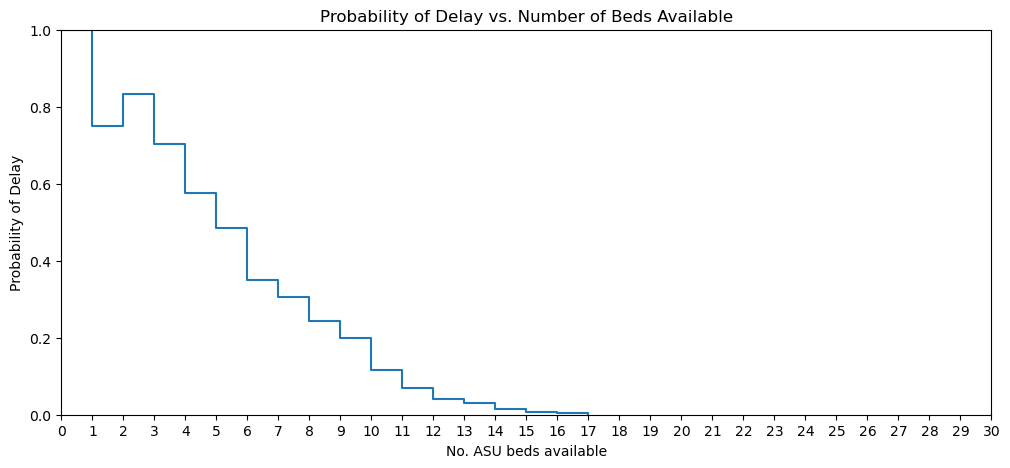 Probability of Delay vs. Number of Beds Available
1.0
0.8
0.6
0.4
0.2
0.0
Probability of Delay
0 1 2 3 4 5 6 7 8 9 10 11 12 13 14 15 16 17 18 19 20 21 22 23 24 25 26 27 28 29 30
No. ASU beds available